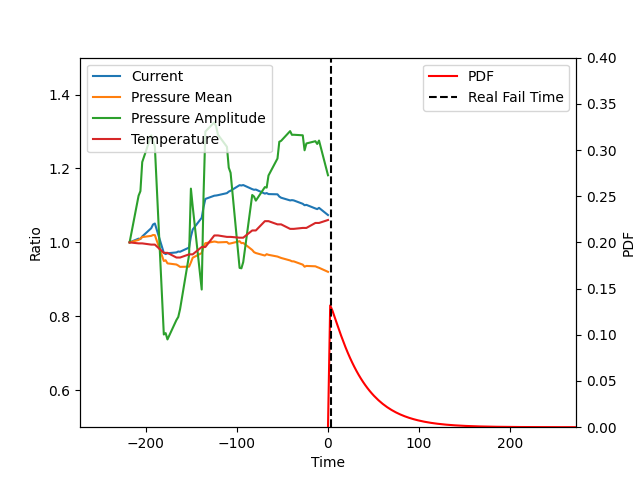 Current
Pressure Mean
Pressure Amplitude
Temperature
PDF
Real Fail Time
1.4
1.2
1.0
0.8
0.6
Ratio
0.40
0.35
0.30
0.25
0.20
0.15
0.10
0.05
0.00
PDF
−200
−100
0
100
200
Time